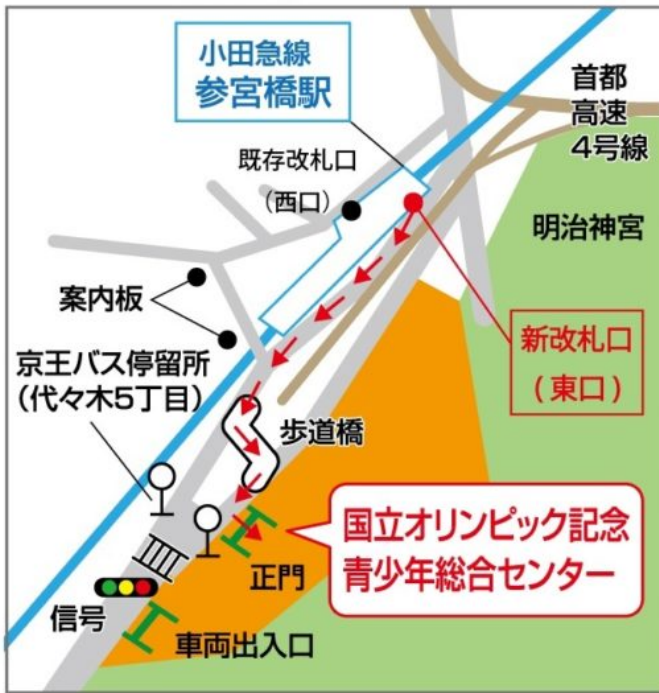 小田急線
参宮橋駅
首都
高速
4号線
既存改札口
（西口）
明治神宮
案内板
新改札口
（東口）
京王バス停留所
（代々木5丁目）
歩道橋
国立オリンピック記念
青少年総合センター
正門
信号
車両出入口